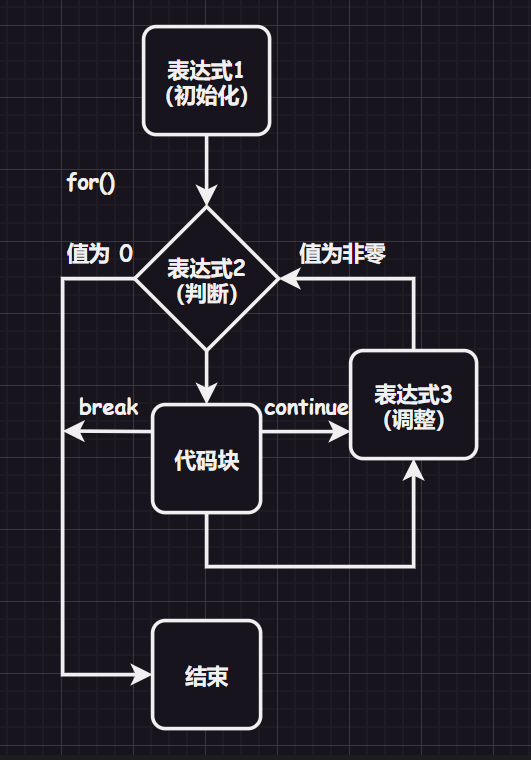 表达式1
(初始化)
for()
值为 0
值为非零
表达式2
(判断)
表达式3
(调整)
break
continue
代码块
结束